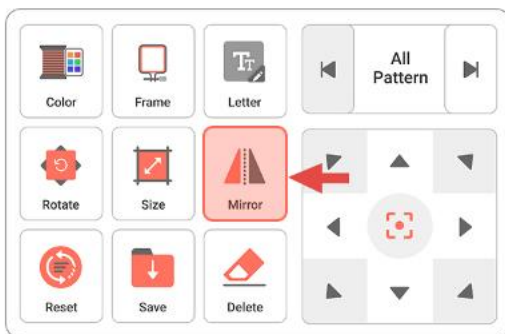 Color
Frame
Letter
All
Pattern
Rotate
Size
Mirror
Reset
Save
Delete